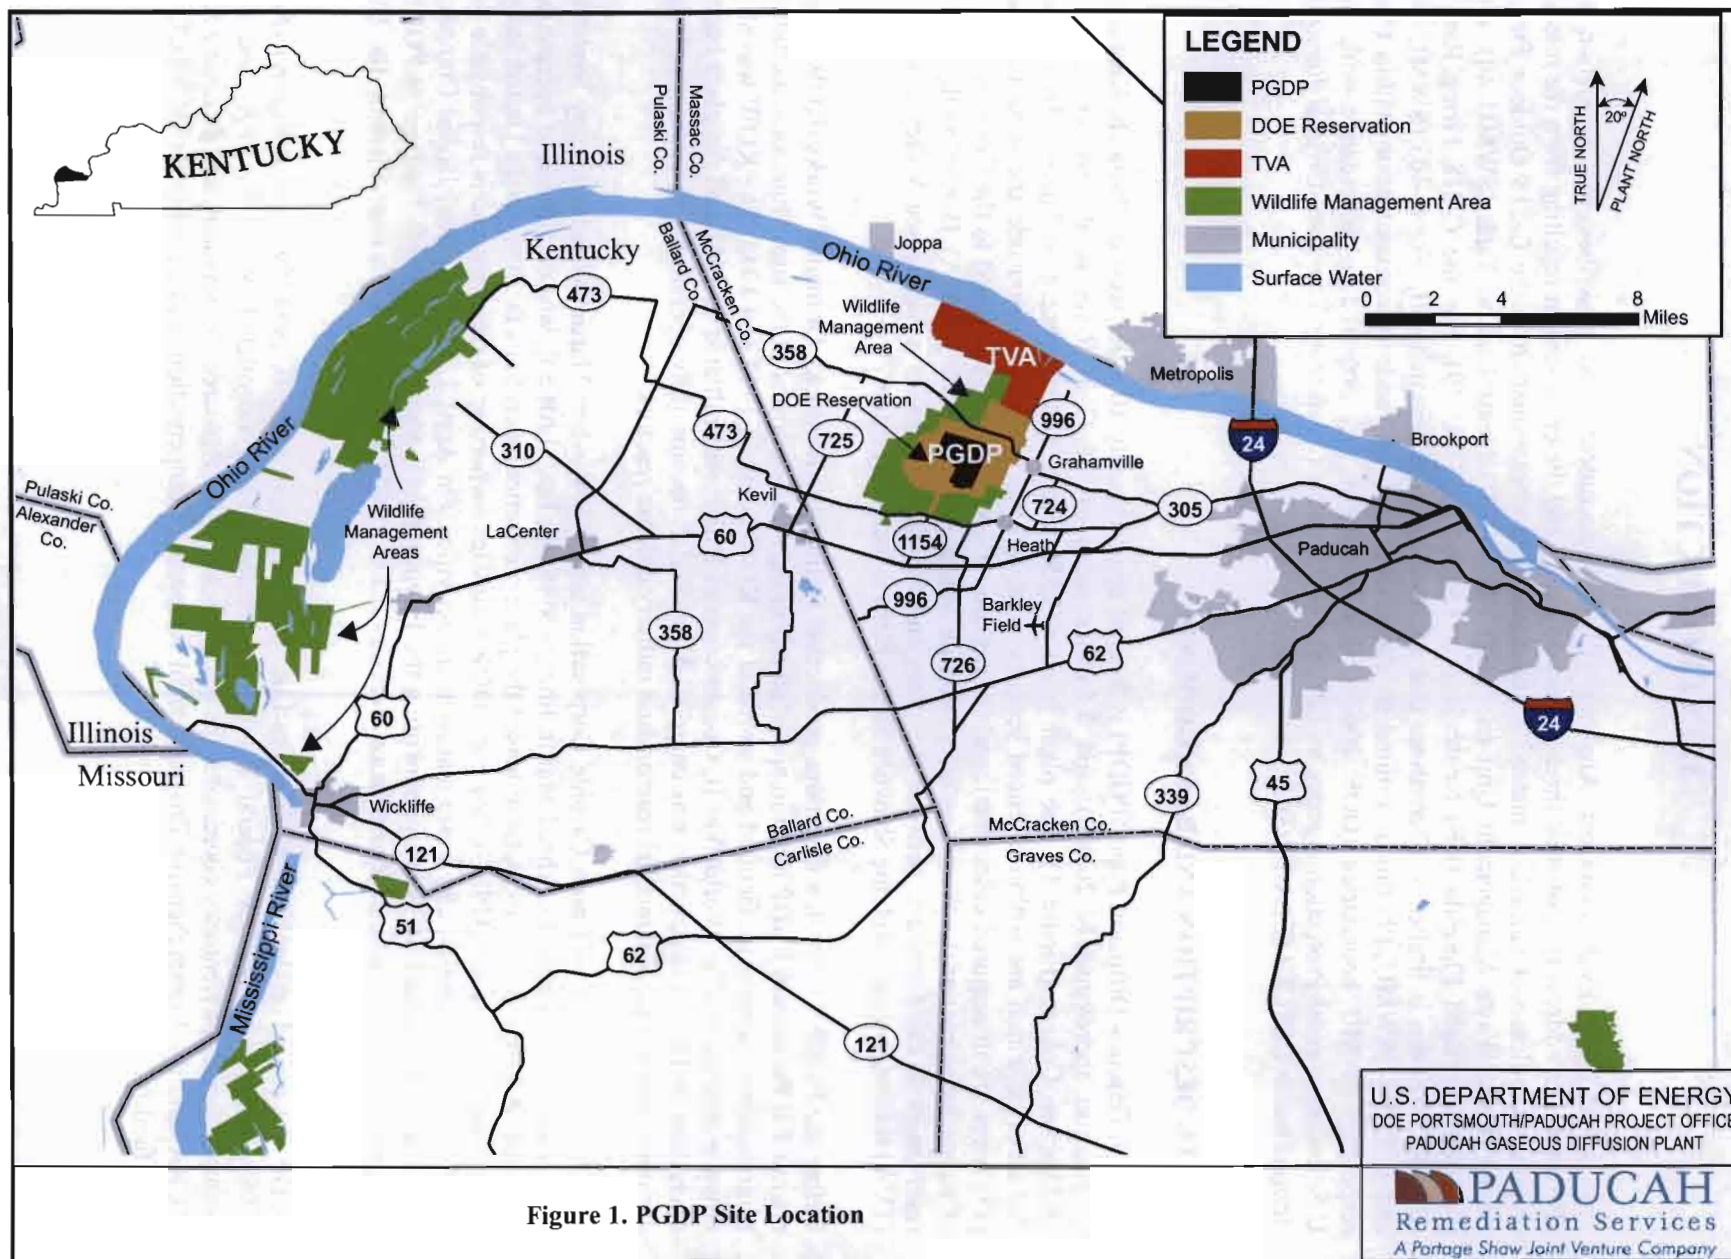 KENTUCKY
Illinois
Pulaski Co.
Massac Co.
LEGEND
PGDP
DOE Reservation
TVA
Wildlife Management Area
Municipality
Surface Water
TRUE NORTH
20º
PLANT NORTH
0 2 4 8
Miles
Kentucky
Ballard Co.
McCracken Co.
Joppa
Ohio River
473
Wildlife
Management
Area
358
TVA
Metropolis
DOE Reservation
996
24
Brookport
Ohio River
310
473
725
PGDP
Grahamville
Pulaski Co.
Alexander
Co.
Wildlife
Management
Areas
LaCenter
Kevil
60
1154
724
Heath
305
Paducah
996
Barkley
Field
358
726
62
60
24
Illinois
Missouri
Wickliffe
339
45
Ballard Co.
Carlisle Co.
McCracken Co.
Graves Co.
121
51
62
Mississippi River
121
U.S. DEPARTMENT OF ENERGY
DOE PORTSMOUTH/PADUCAH PROJECT OFFICE
PADUCAH GASEOUS DIFFUSION PLANT
PADUCAH
Remediation Services
A Portage Shaw Joint Venture Company
Figure 1. PGDP Site Location